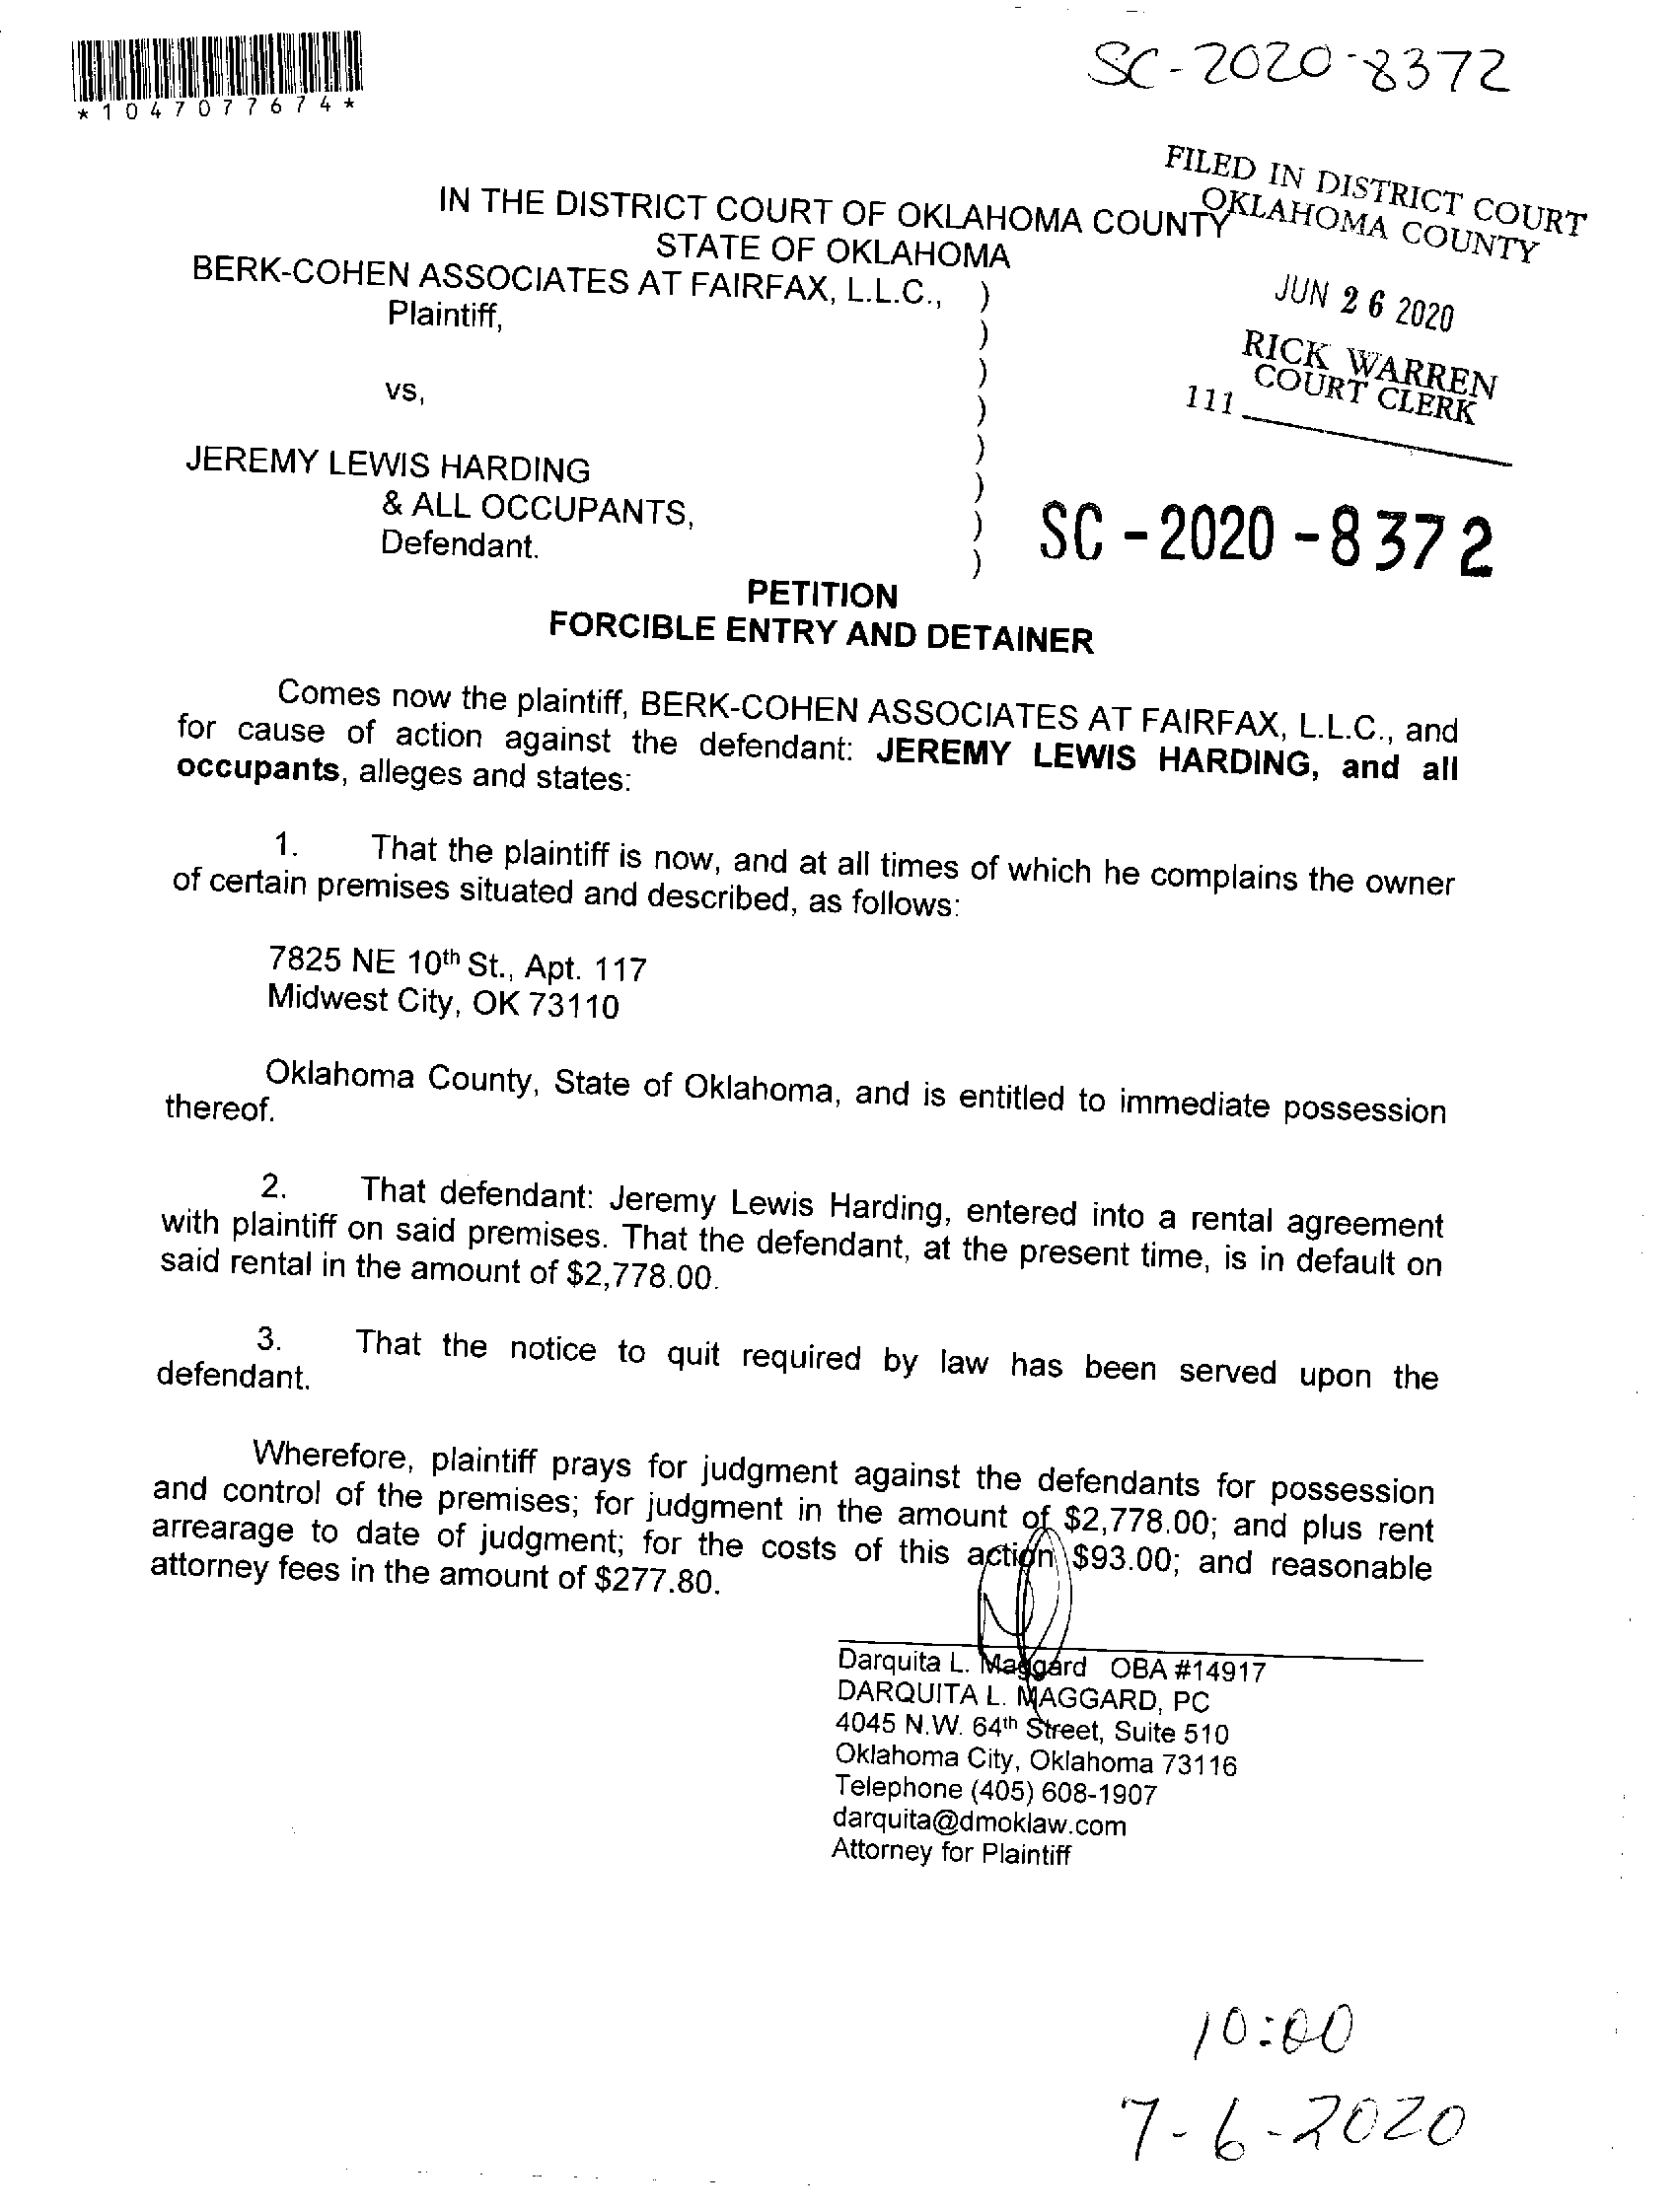 *1047077674*
SC-2020-8372
FILED IN DISTRICT COURT
OKLAHOMA COUNTY
JUN 26 2020
RICK WARREN
COURT CLERK
111
IN THE DISTRICT COURT OF OKLAHOMA COUNTY
STATE OF OKLAHOMA
BERK-COHEN ASSOCIATES AT FAIRFAX, L.L.C., )
Plaintiff, )
)
vs, )
)
JEREMY LEWIS HARDING )
& ALL OCCUPANTS, )
Defendant. )
SC-2020-8372
PETITION
FORCIBLE ENTRY AND DETAINER
Comes now the plaintiff, BERK-COHEN ASSOCIATES AT FAIRFAX, L.L.C., and
for cause of action against the defendant: JEREMY LEWIS HARDING, and all
occupants, alleges and states:
1. That the plaintiff is now, and at all times of which he complains the owner
of certain premises situated and described, as follows:
7825 NE 10th St., Apt. 117
Midwest City, OK 73110
Oklahoma County, State of Oklahoma, and is entitled to immediate possession
thereof.
2. That defendant: Jeremy Lewis Harding, entered into a rental agreement
with plaintiff on said premises. That the defendant, at the present time, is in default on
said rental in the amount of $2,778.00.
3. That the notice to quit required by law has been served upon the
defendant.
Wherefore, plaintiff prays for judgment against the defendants for possession
and control of the premises; for judgment in the amount of $2,778.00; and plus rent
arrearage to date of judgment; for the costs of this action $93.00; and reasonable
attorney fees in the amount of $277.80.
Darquita L. Maggard OBA #14917
DARQUITA L. MAGGARD, PC
4045 N.W. 64th Street, Suite 510
Oklahoma City, Oklahoma 73116
Telephone (405) 608-1907
darquita@dmoklaw.com
Attorney for Plaintiff
10:00
7-6-2020